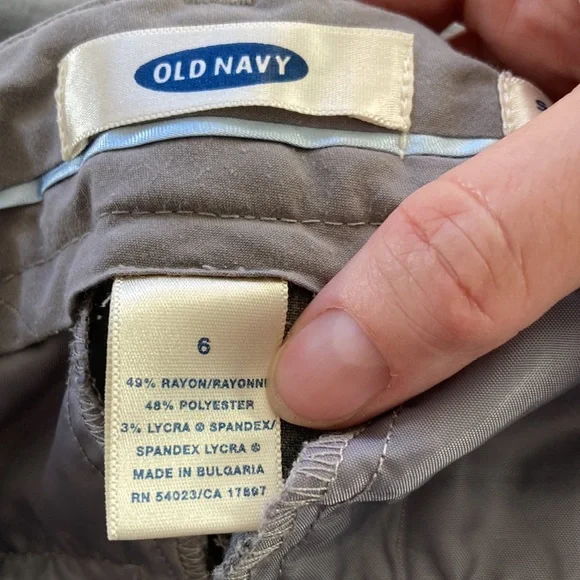 OLD NAVY
6
49% RAYON/RAYONNE
48% POLYESTER
3% LYCRA ® SPANDEX/
SPANDEX LYCRA ®
MADE IN BULGARIA
RN 54023/CA 17897